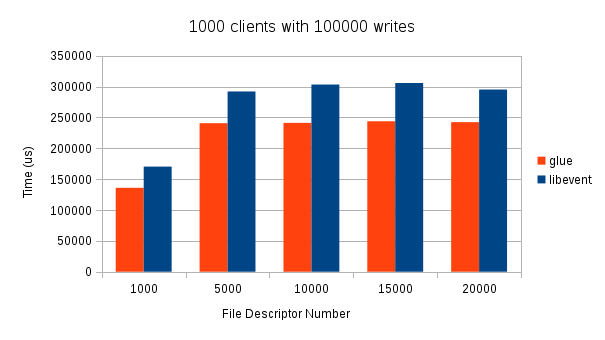 1000 clients with 100000 writes
350000
300000
250000
200000
150000
100000
50000
0
Time (us)
1000 5000 10000 15000 20000
File Descriptor Number
glue
libevent